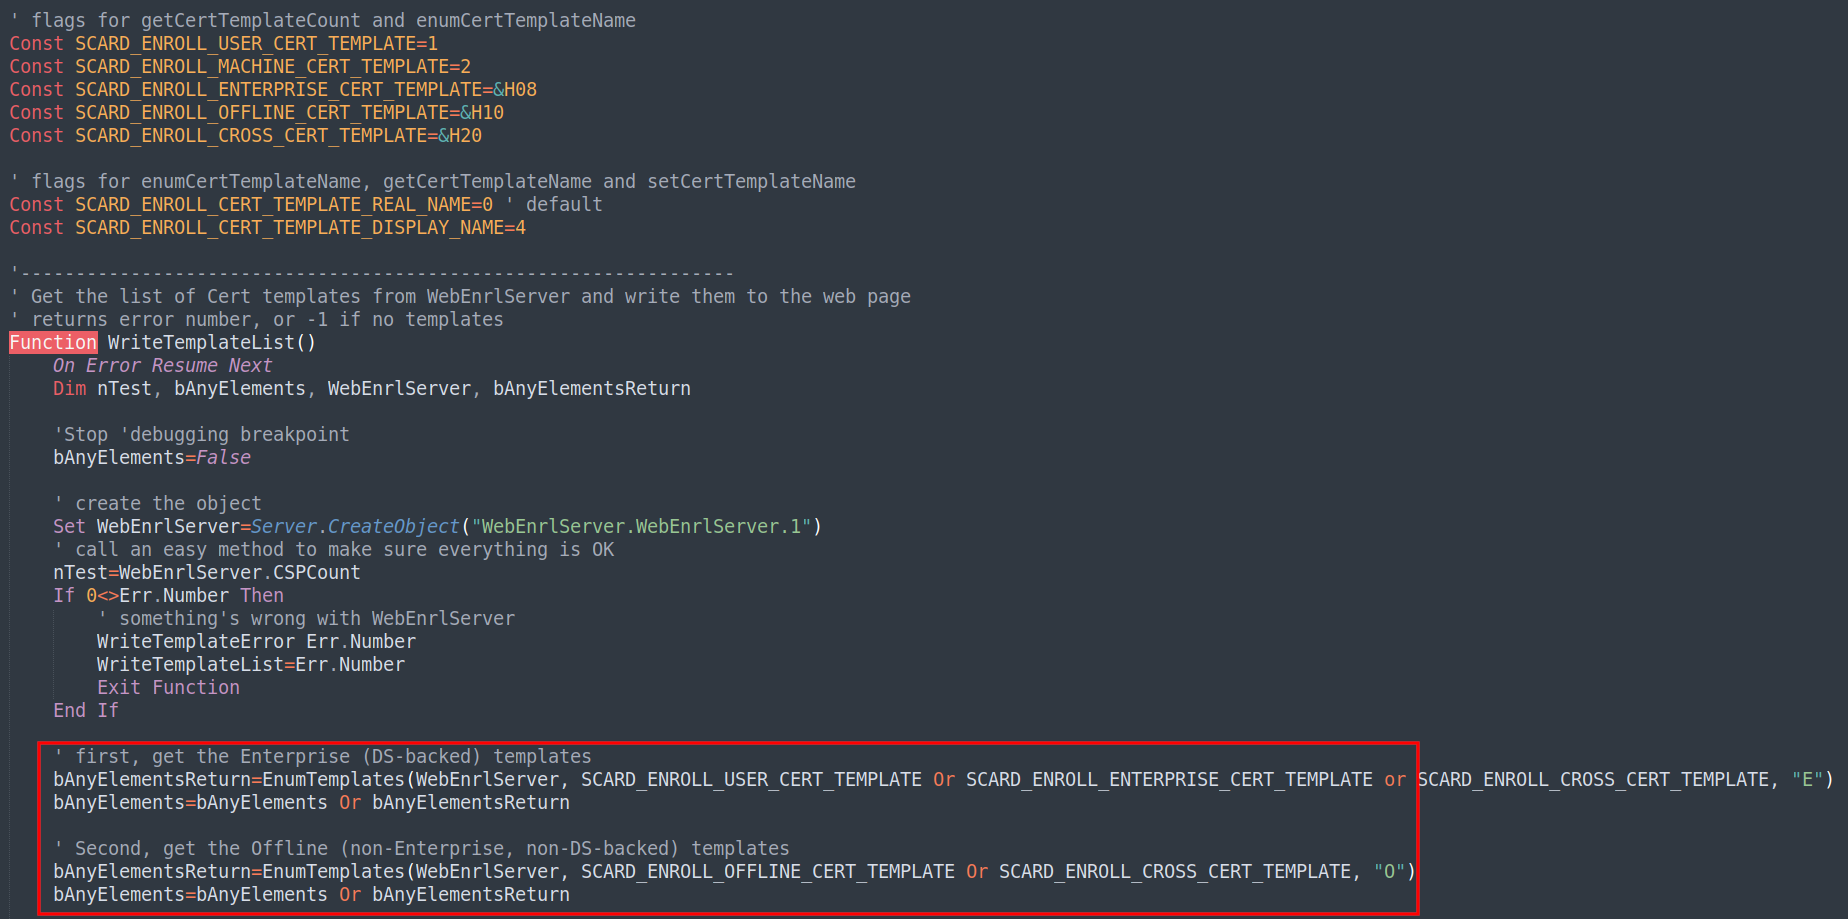 ' flags for getCertTemplateCount and enumCertTemplateName
Const SCARD_ENROLL_USER_CERT_TEMPLATE=1
Const SCARD_ENROLL_MACHINE_CERT_TEMPLATE=2
Const SCARD_ENROLL_ENTERPRISE_CERT_TEMPLATE=&H08
Const SCARD_ENROLL_OFFLINE_CERT_TEMPLATE=&H10
Const SCARD_ENROLL_CROSS_CERT_TEMPLATE=&H20

' flags for enumCertTemplateName, getCertTemplateName and setCertTemplateName
Const SCARD_ENROLL_CERT_TEMPLATE_REAL_NAME=0 ' default
Const SCARD_ENROLL_CERT_TEMPLATE_DISPLAY_NAME=4

'-----------------------------------------------------------------
' Get the list of Cert templates from WebEnrlServer and write them to the web page
' returns error number, or -1 if no templates
Function WriteTemplateList()
    On Error Resume Next
    Dim nTest, bAnyElements, WebEnrlServer, bAnyElementsReturn

    'Stop 'debugging breakpoint
    bAnyElements=False

    ' create the object
    Set WebEnrlServer=Server.CreateObject("WebEnrlServer.WebEnrlServer.1")
    ' call an easy method to make sure everything is OK
    nTest=WebEnrlServer.CSPCount
    If 0<>Err.Number Then
        ' something's wrong with WebEnrlServer
        WriteTemplateError Err.Number
        WriteTemplateList=Err.Number
        Exit Function
    End If

    ' first, get the Enterprise (DS-backed) templates
    bAnyElementsReturn=EnumTemplates(WebEnrlServer, SCARD_ENROLL_USER_CERT_TEMPLATE Or SCARD_ENROLL_ENTERPRISE_CERT_TEMPLATE or SCARD_ENROLL_CROSS_CERT_TEMPLATE, "E")
    bAnyElements=bAnyElements Or bAnyElementsReturn

    ' Second, get the Offline (non-Enterprise, non-DS-backed) templates
    bAnyElementsReturn=EnumTemplates(WebEnrlServer, SCARD_ENROLL_OFFLINE_CERT_TEMPLATE Or SCARD_ENROLL_CROSS_CERT_TEMPLATE, "O")
    bAnyElements=bAnyElements Or bAnyElementsReturn